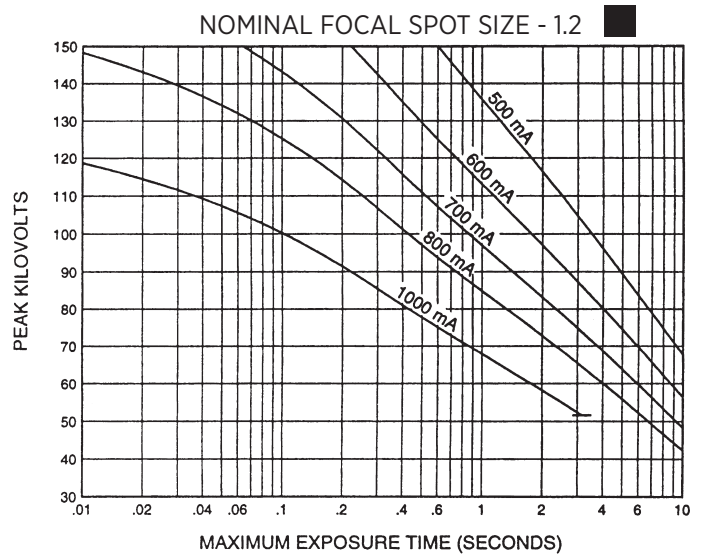 NOMINAL FOCAL SPOT SIZE - 1.2
150
140
130
120
110
100
90
80
70
60
50
40
30
PEAK KILOVOLTS
500 mA
600 mA
700 mA
800 mA
1000 mA
.01 .02 .04 .06 .1 .2 .4 .6 1 2 4 6 10
MAXIMUM EXPOSURE TIME (SECONDS)